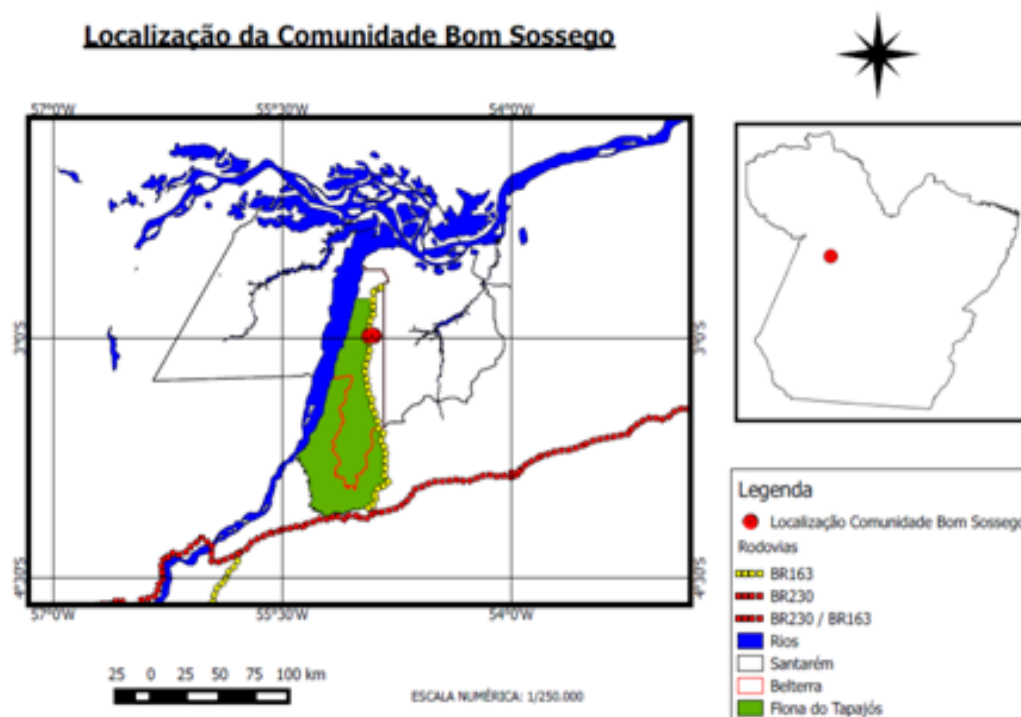 Localização da Comunidade Bom Sossego
57°0'W 55°30'W 54°0'W
3°0'S 3°0'S
4°30'S 4°30'S
57°0'W 55°30'W 54°0'W
25 0 25 50 75 100 km
ESCALA NUMÉRICA: 1/250.000
Legenda
Localização Comunidade Bom Sossego
Rodovias
BR163
BR230
BR230 / BR163
Rios
Santarém
Belterra
Flona do Tapajós